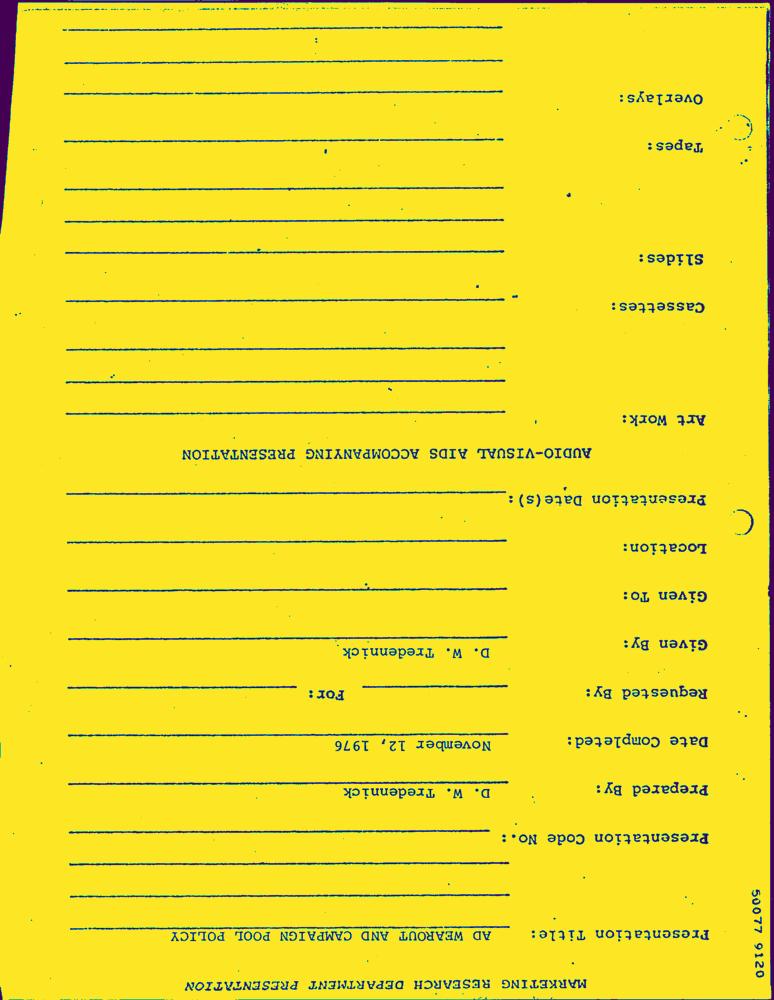 MARKETING RESEARCH DEPARTMENT PRESENTATION
Presentation Title: AD WEAROUT AND CAMPAIGN POOL POLICY
Presentation Code No.:
Prepared By: D. W. Tredennick
Date Completed: November 12, 1976
Requested By: For:
Given By: D. W. Tredennick
Given To:
Location:
Presentation Date(s):
AUDIO-VISUAL AIDS ACCOMPANYING PRESENTATION
Art Work:
Cassettes:
Slides:
Tapes:
Overlays:
50077 9120